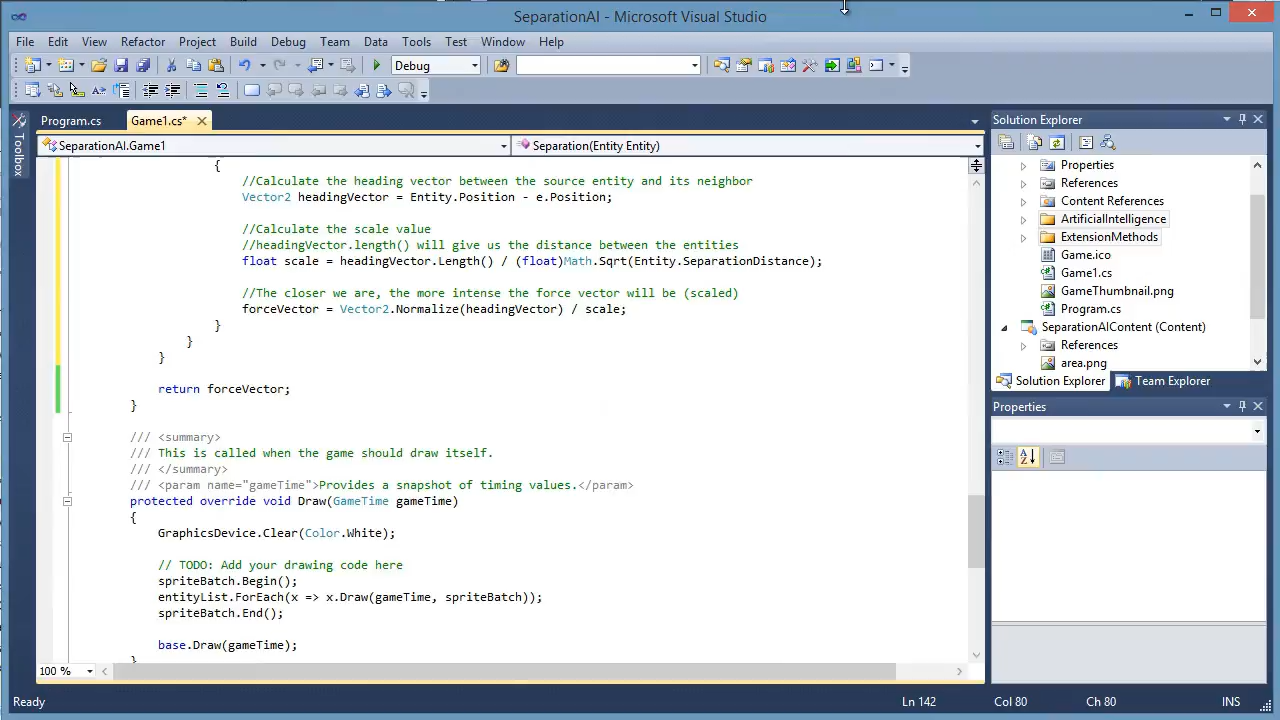 SeparationAI - Microsoft Visual Studio
File Edit View Refactor Project Build Debug Team Data Tools Test Window Help
Debug
Toolbox
Program.cs Game1.cs*
SeparationAI.Game1 Separation(Entity Entity)
{
//Calculate the heading vector between the source entity and its neighbor
Vector2 headingVector = Entity.Position - e.Position;
//Calculate the scale value
//headingVector.length() will give us the distance between the entities
float scale = headingVector.Length() / (float)Math.Sqrt(Entity.SeparationDistance);
//The closer we are, the more intense the force vector will be (scaled)
forceVector = Vector2.Normalize(headingVector) / scale;
}
}
}
return forceVector;
}
/// <summary>
/// This is called when the game should draw itself.
/// </summary>
/// <param name="gameTime">Provides a snapshot of timing values.</param>
protected override void Draw(GameTime gameTime)
{
GraphicsDevice.Clear(Color.White);
// TODO: Add your drawing code here
spriteBatch.Begin();
entityList.ForEach(x => x.Draw(gameTime, spriteBatch));
spriteBatch.End();
base.Draw(gameTime);
}
100 %
Solution Explorer
Properties
References
Content References
ArtificialIntelligence
ExtensionMethods
Game.ico
Game1.cs
GameThumbnail.png
Program.cs
SeparationAIContent (Content)
References
area.png
Solution Explorer Team Explorer
Properties
Ready Ln 142 Col 80 Ch 80 INS